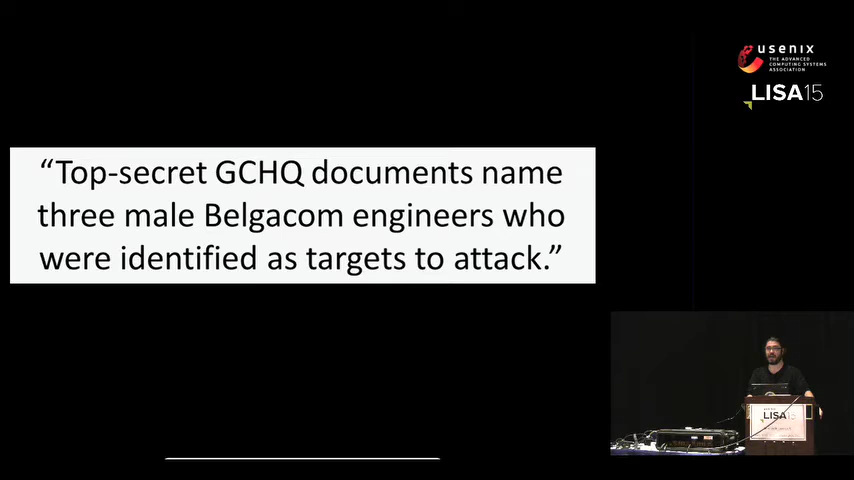 usenix
THE ADVANCED
COMPUTING SYSTEMS
ASSOCIATION
LISA15
“Top-secret GCHQ documents name
three male Belgacom engineers who
were identified as targets to attack.”
LISA15